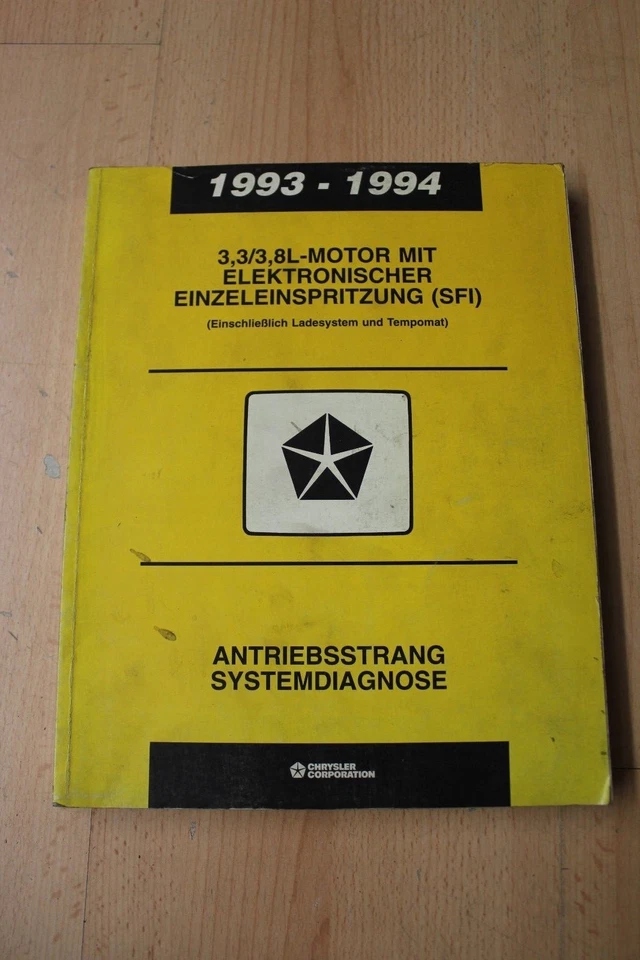 1993 - 1994
3,3/3,8L-MOTOR MIT
ELEKTRONISCHER
EINZELEINSPRITZUNG (SFI)
(Einschließlich Ladesystem und Tempomat)
ANTRIEBSSTRANG
SYSTEMDIAGNOSE
CHRYSLER
CORPORATION